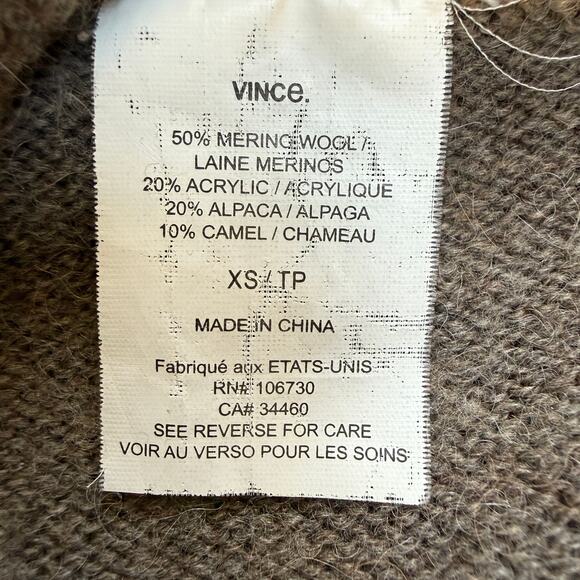 VINCe.
50% MERINO WOOL /
LAINE MERINOS
20% ACRYLIC / ACRYLIQUE
20% ALPACA / ALPAGA
10% CAMEL / CHAMEAU
XS / TP
MADE IN CHINA
Fabriqué aux ETATS-UNIS
RN# 106730
CA# 34460
SEE REVERSE FOR CARE
VOIR AU VERSO POUR LES SOINS